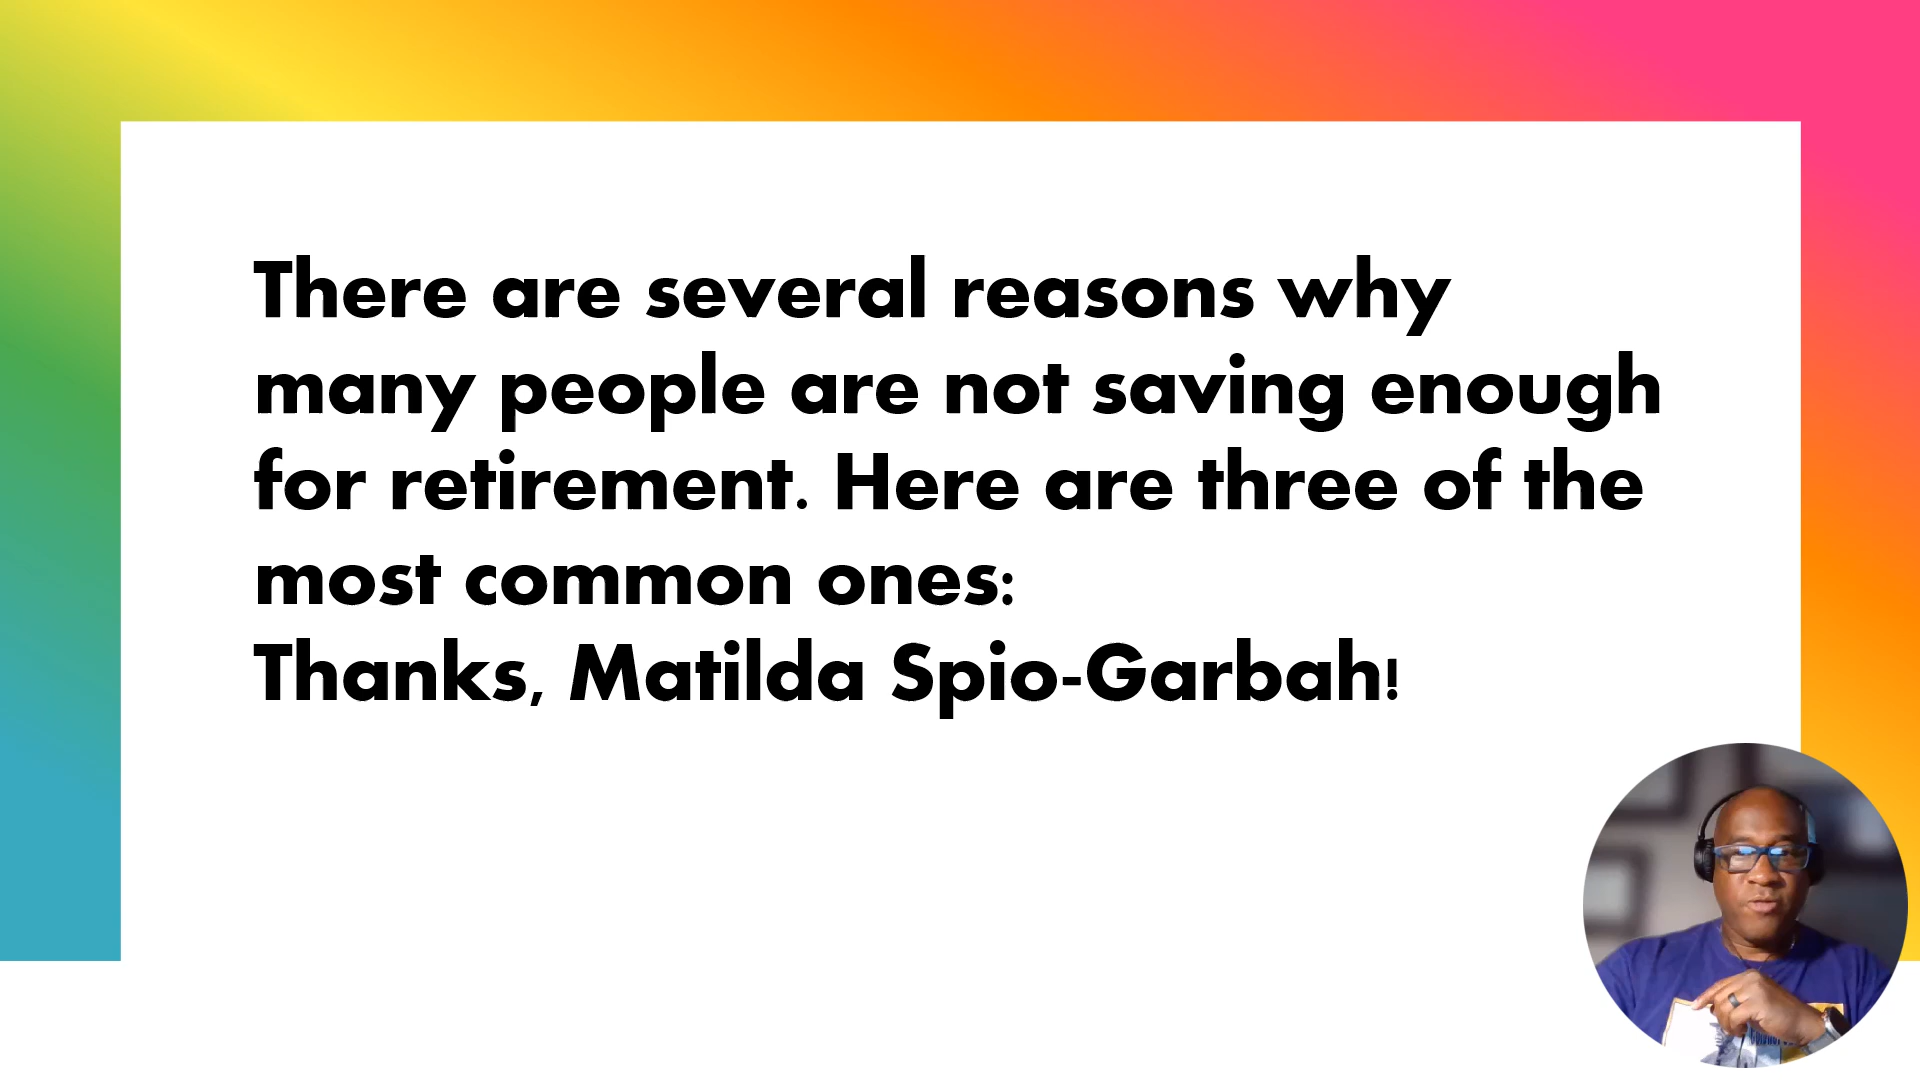 There are several reasons why
many people are not saving enough
for retirement. Here are three of the
most common ones:
Thanks, Matilda Spio-Garbah!